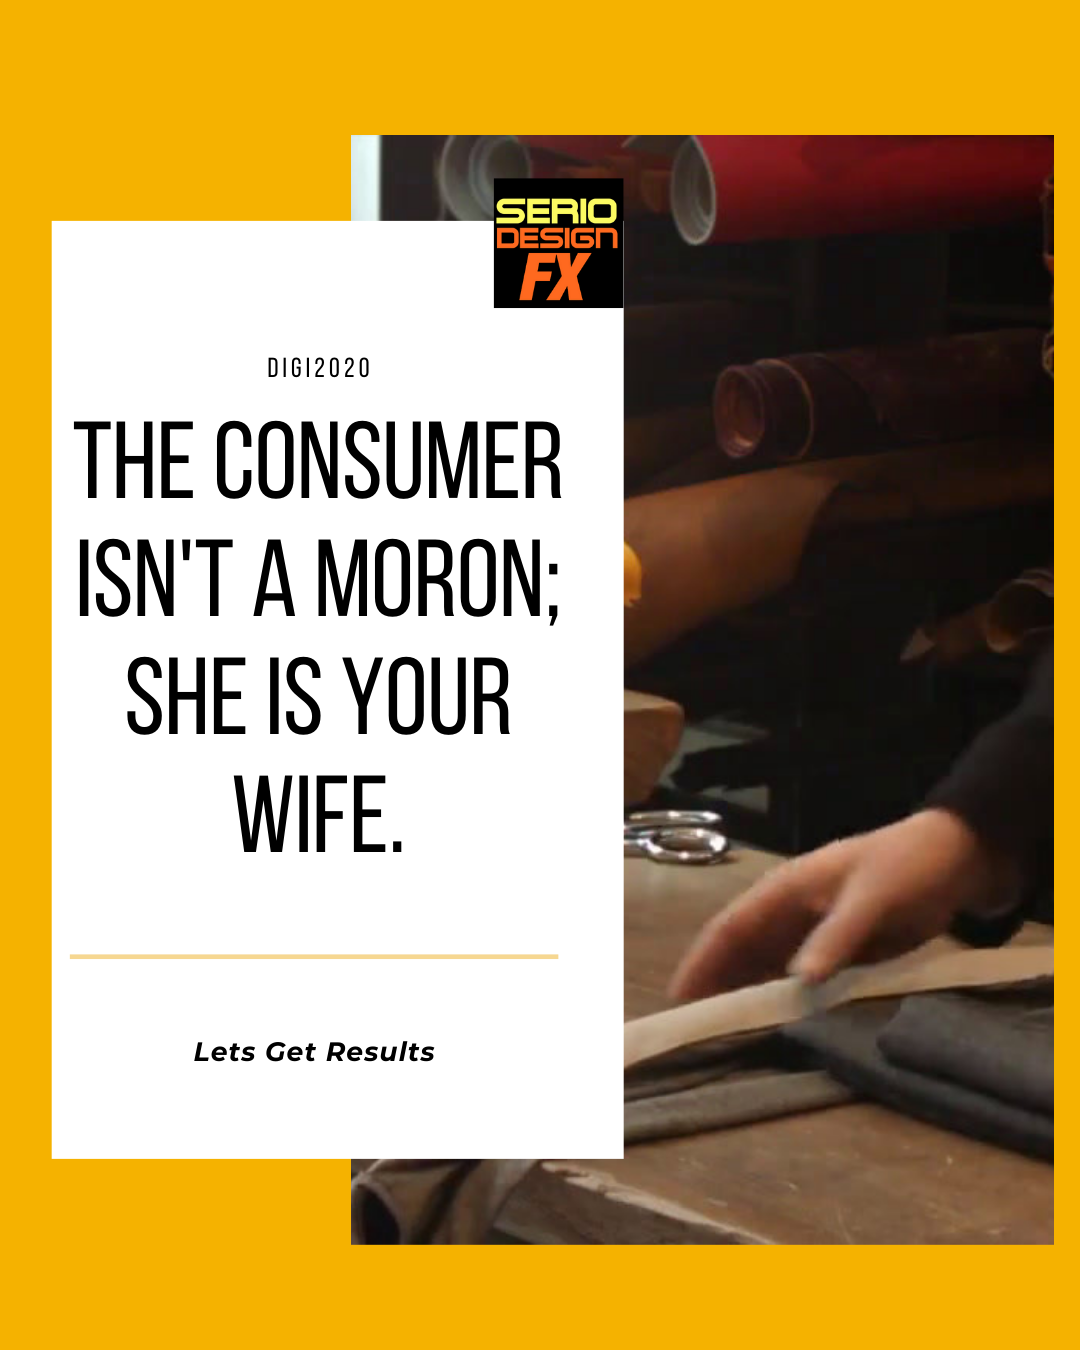 SERIO
DESIGN
FX
DIGI2020
THE CONSUMER
ISN'T A MORON;
SHE IS YOUR
WIFE.
Lets Get Results